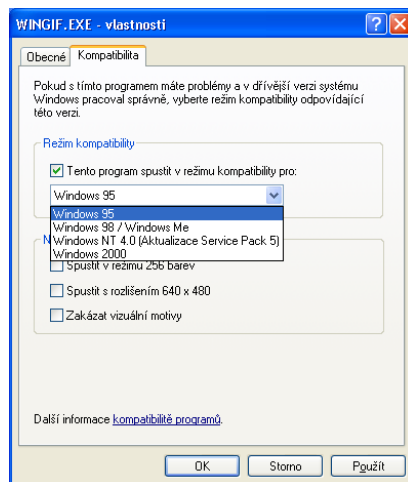 WINGIF.EXE - vlastnosti
Obecné Kompatibilita
Pokud s tímto programem máte problémy a v dřívější verzi systému
Windows pracoval správně, vyberte režim kompatibility odpovídající
této verzi.
Režim kompatibility
Tento program spustit v režimu kompatibility pro:
Windows 95
Windows 95
Windows 98 / Windows Me
Windows NT 4.0 (Aktualizace Service Pack 5)
Windows 2000
Spustit v režimu 256 barev
Spustit s rozlišením 640 x 480
Zakázat vizuální motivy
Další informace kompatibilitě programů.
OK Storno Použít